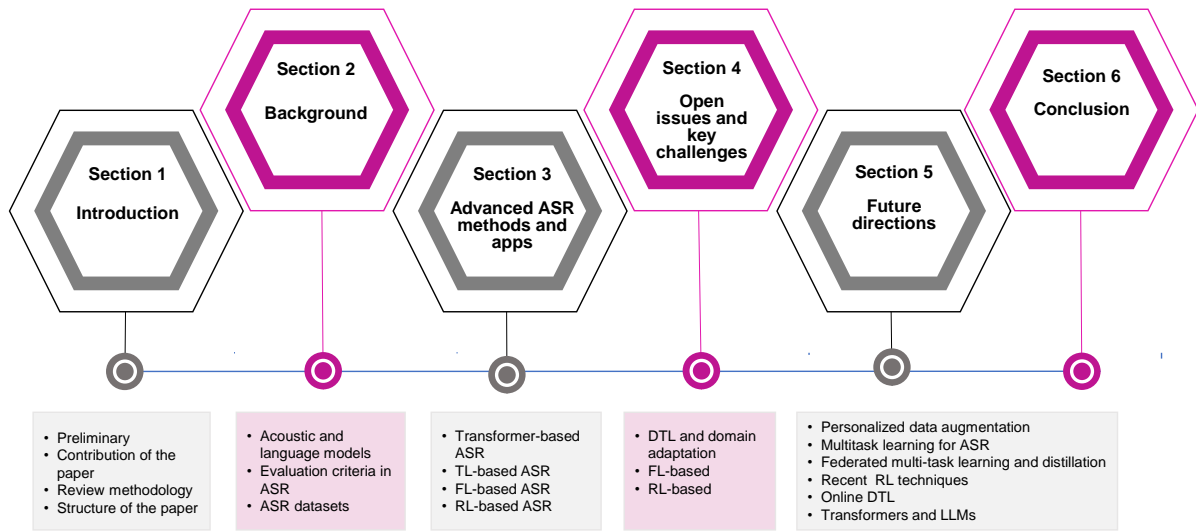 Section 1
Introduction
Section 2
Background
Section 3
Advanced ASR
methods and
apps
Section 4
Open
issues and
key
challenges
Section 5
Future
directions
Section 6
Conclusion
• Preliminary
• Contribution of the
paper
• Review methodology
• Structure of the paper
• Acoustic and
language models
• Evaluation criteria in
ASR
• ASR datasets
• Transformer-based
ASR
• TL-based ASR
• FL-based ASR
• RL-based ASR
• DTL and domain
adaptation
• FL-based
• RL-based
• Personalized data augmentation
• Multitask learning for ASR
• Federated multi-task learning and distillation
• Recent RL techniques
• Online DTL
• Transformers and LLMs